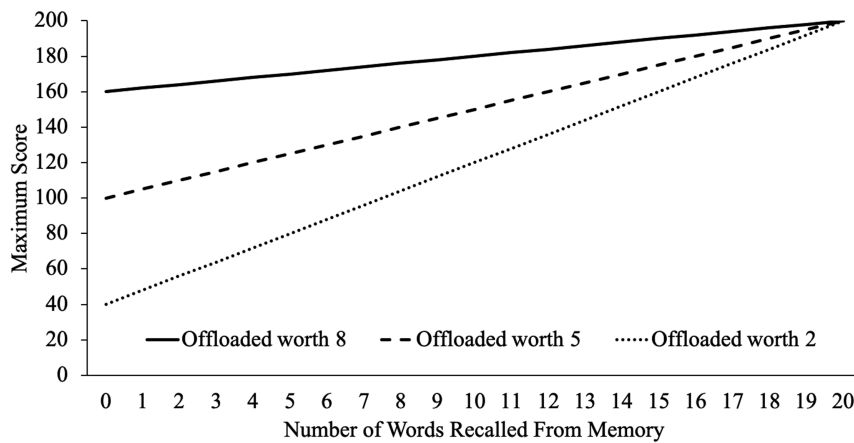 Maximum Score
200
180
160
140
120
100
80
60
40
20
0
Offloaded worth 8 Offloaded worth 5 Offloaded worth 2
0 1 2 3 4 5 6 7 8 9 10 11 12 13 14 15 16 17 18 19 20
Number of Words Recalled From Memory